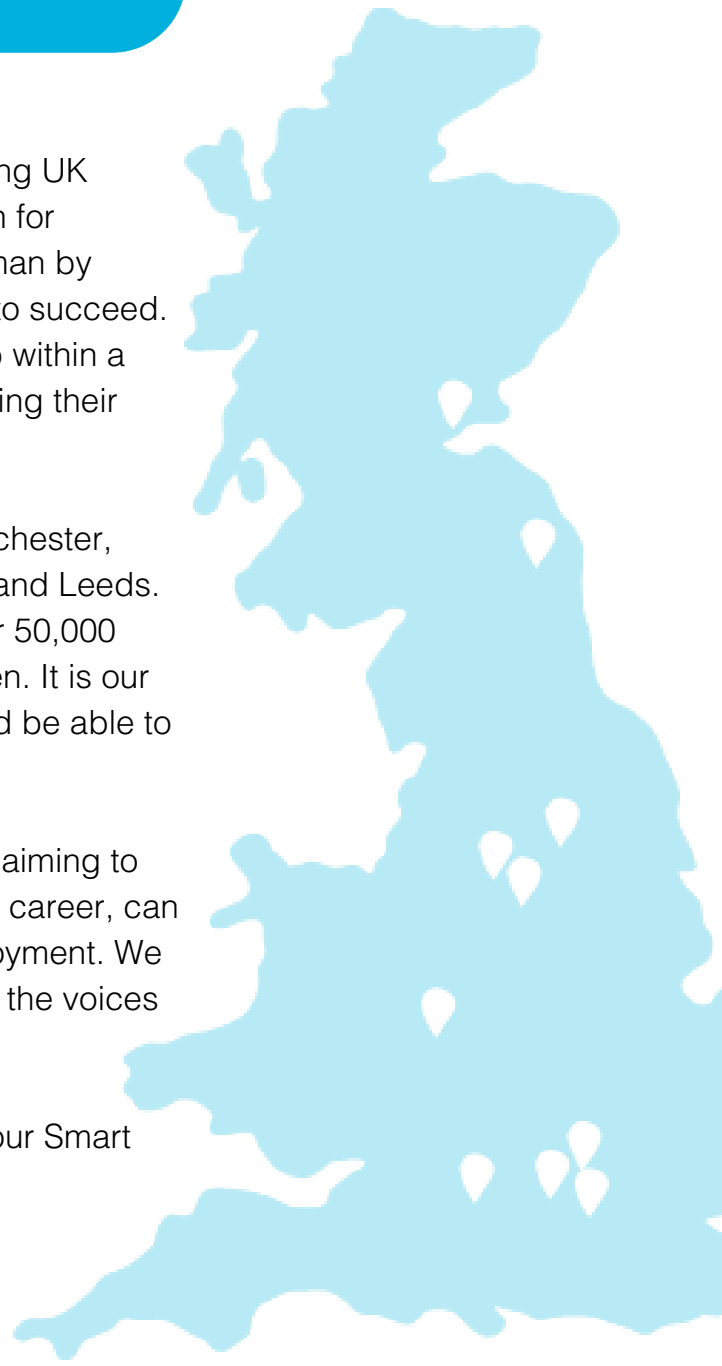 ng UK
for
by
to succeed.
within a
ing their
chester,
and Leeds.
50,000
en. It is our
d be able to
aiming to
career, can
oyment. We
the voices
our Smart